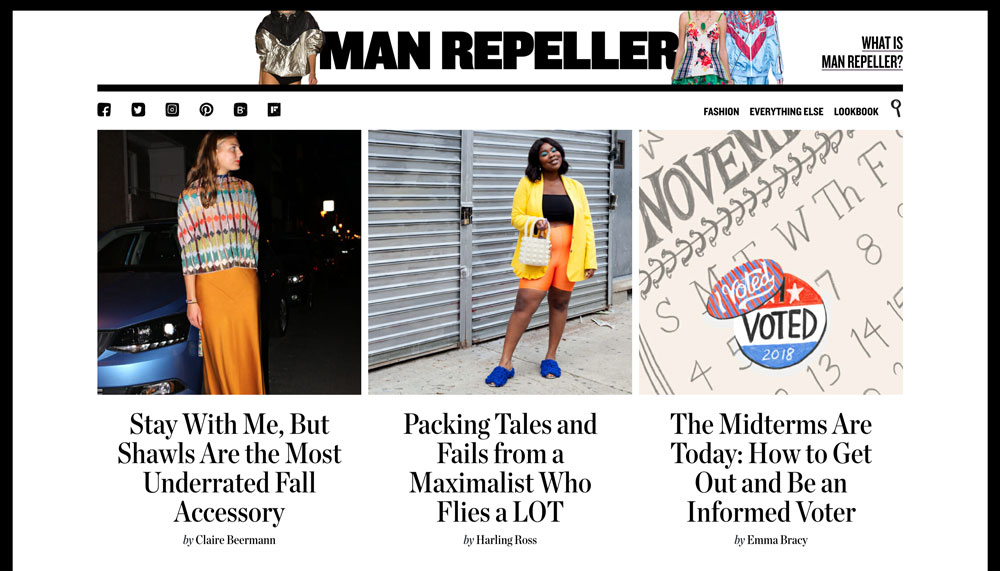 MAN REPELLER
WHAT IS
MAN REPELLER?
FASHION EVERYTHING ELSE LOOKBOOK
NOVEM
S M T W Th F
4 5 7 8
13 14 15
I Voted
VOTED
2018
Stay With Me, But
Shawls Are the Most
Underrated Fall
Accessory
by Claire Beermann
Packing Tales and
Fails from a
Maximalist Who
Flies a LOT
by Harling Ross
The Midterms Are
Today: How to Get
Out and Be an
Informed Voter
by Emma Bracy